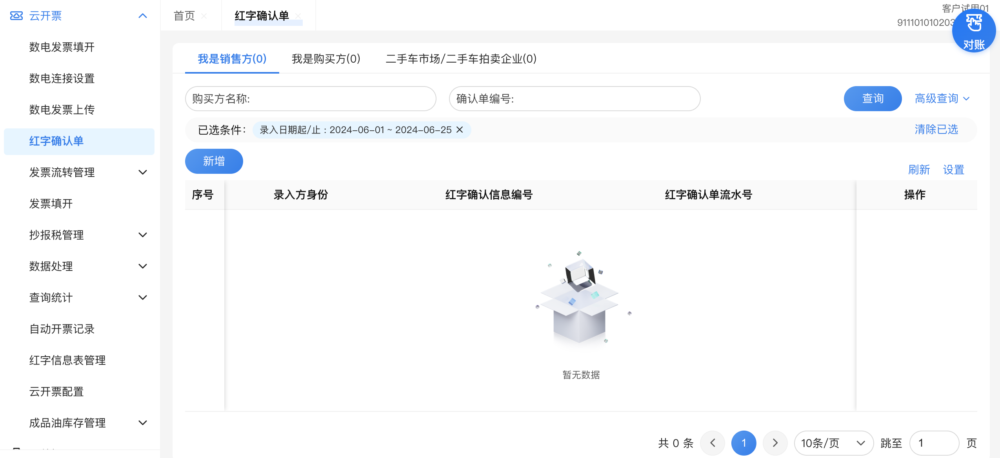 云开票
数电发票填开
数电连接设置
数电发票上传
红字确认单
发票流转管理
发票填开
抄报税管理
数据处理
查询统计
自动开票记录
红字信息表管理
云开票配置
成品油库存管理
首页
红字确认单
客户试用01
91110101020
对账
我是销售方(0) 我是购买方(0) 二手车市场/二手车拍卖企业(0)
购买方名称: 确认单编号: 查询 高级查询
已选条件: 录入日期起/止 : 2024-06-01 ~ 2024-06-25 清除已选
新增
刷新 设置
序号 录入方身份 红字确认信息编号 红字确认单流水号 操作
暂无数据
共 0 条 1 10条/页 跳至 1 页